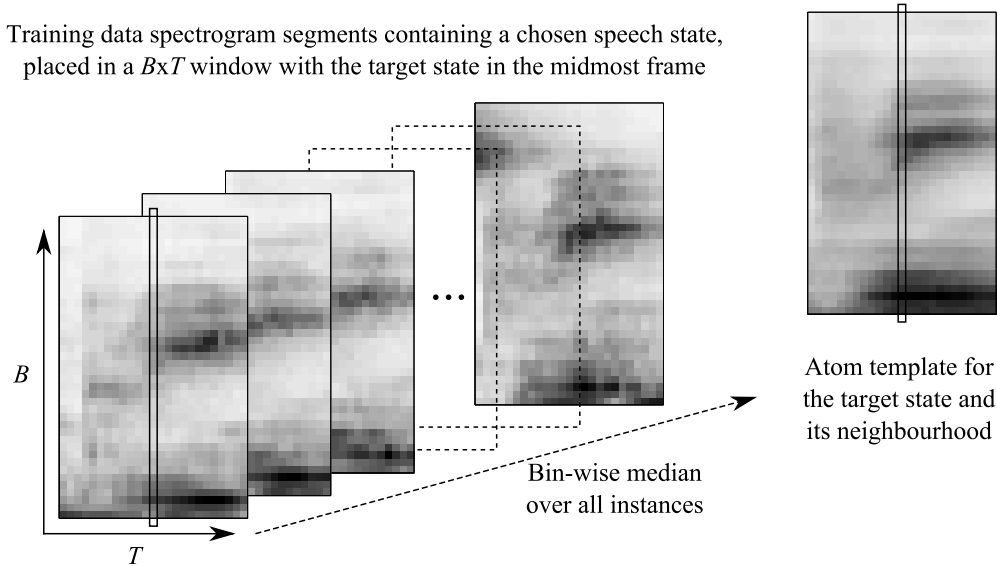 Training data spectrogram segments containing a chosen speech state,
placed in a BxT window with the target state in the midmost frame
B
T
Bin-wise median
over all instances
Atom template for
the target state and
its neighbourhood